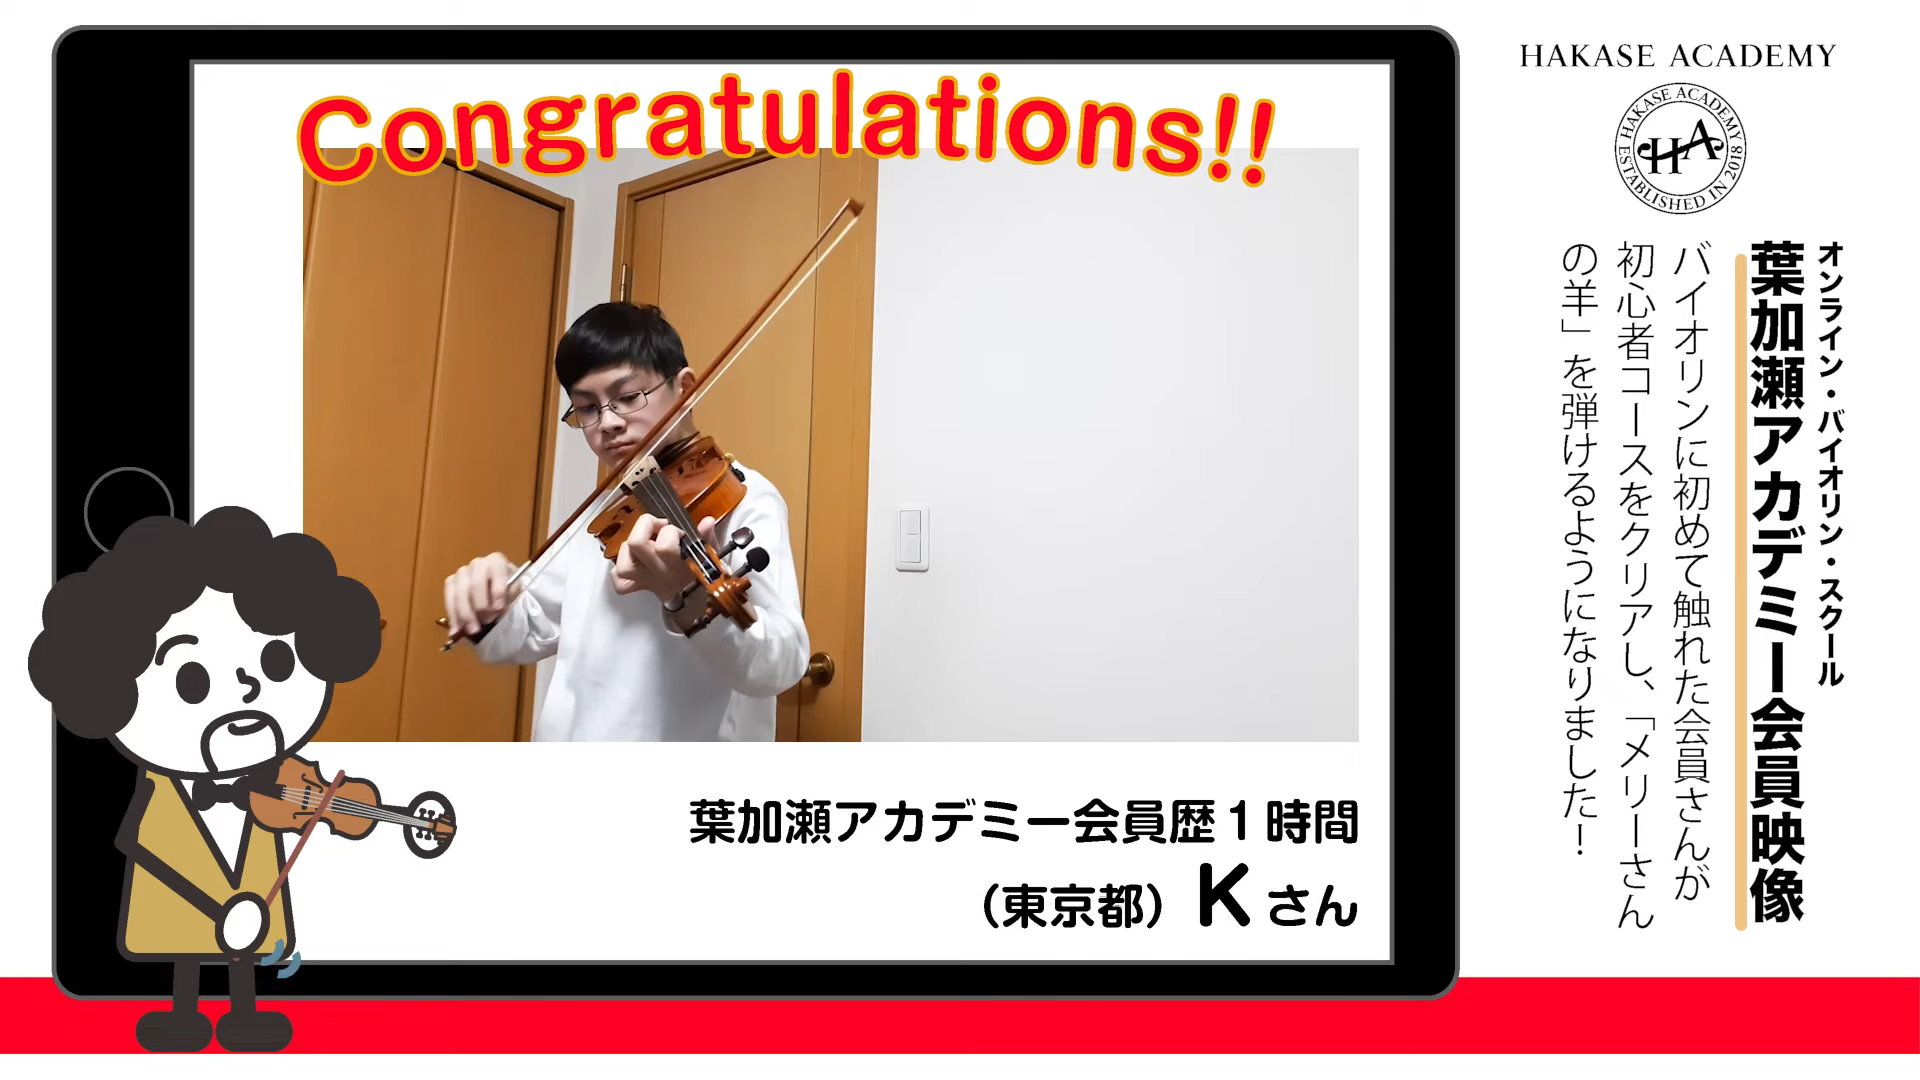 Congratulations!!
葉加瀬アカデミー会員歴１時間
（東京都）Kさん
HAKASE ACADEMY
HAKASE ACADEMY
HA
ESTABLISHED IN 2018
オンライン・バイオリン・スクール
葉加瀬アカデミー会員映像
バイオリンに初めて触れた会員さんが
初心者コースをクリアし、「メリーさん
の羊」を弾けるようになりました！